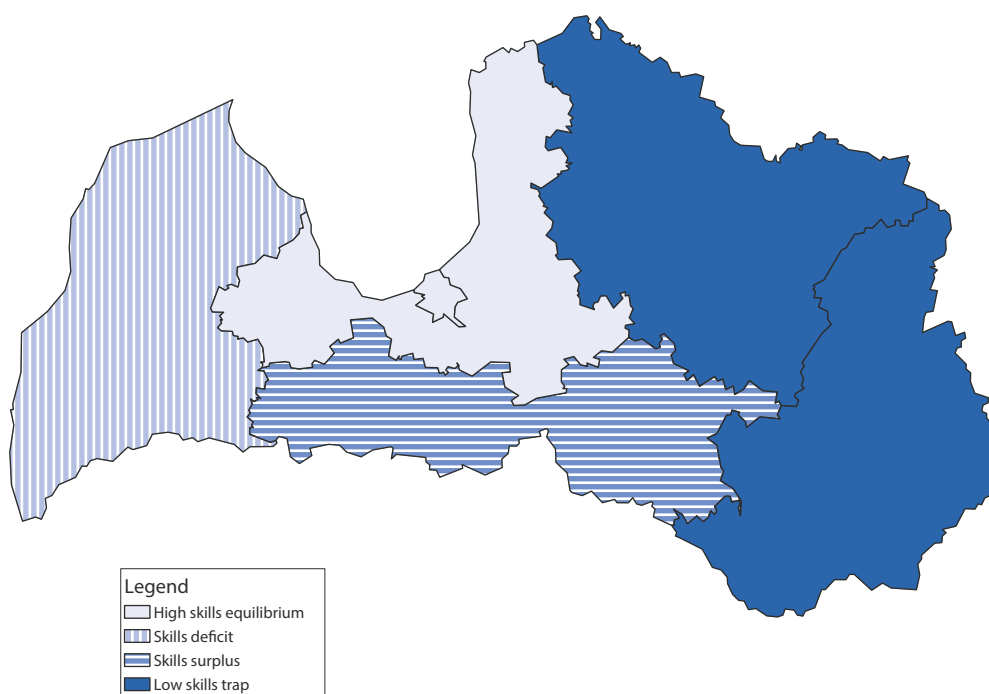 Legend
High skills equilibrium
Skills deficit
Skills surplus
Low skills trap